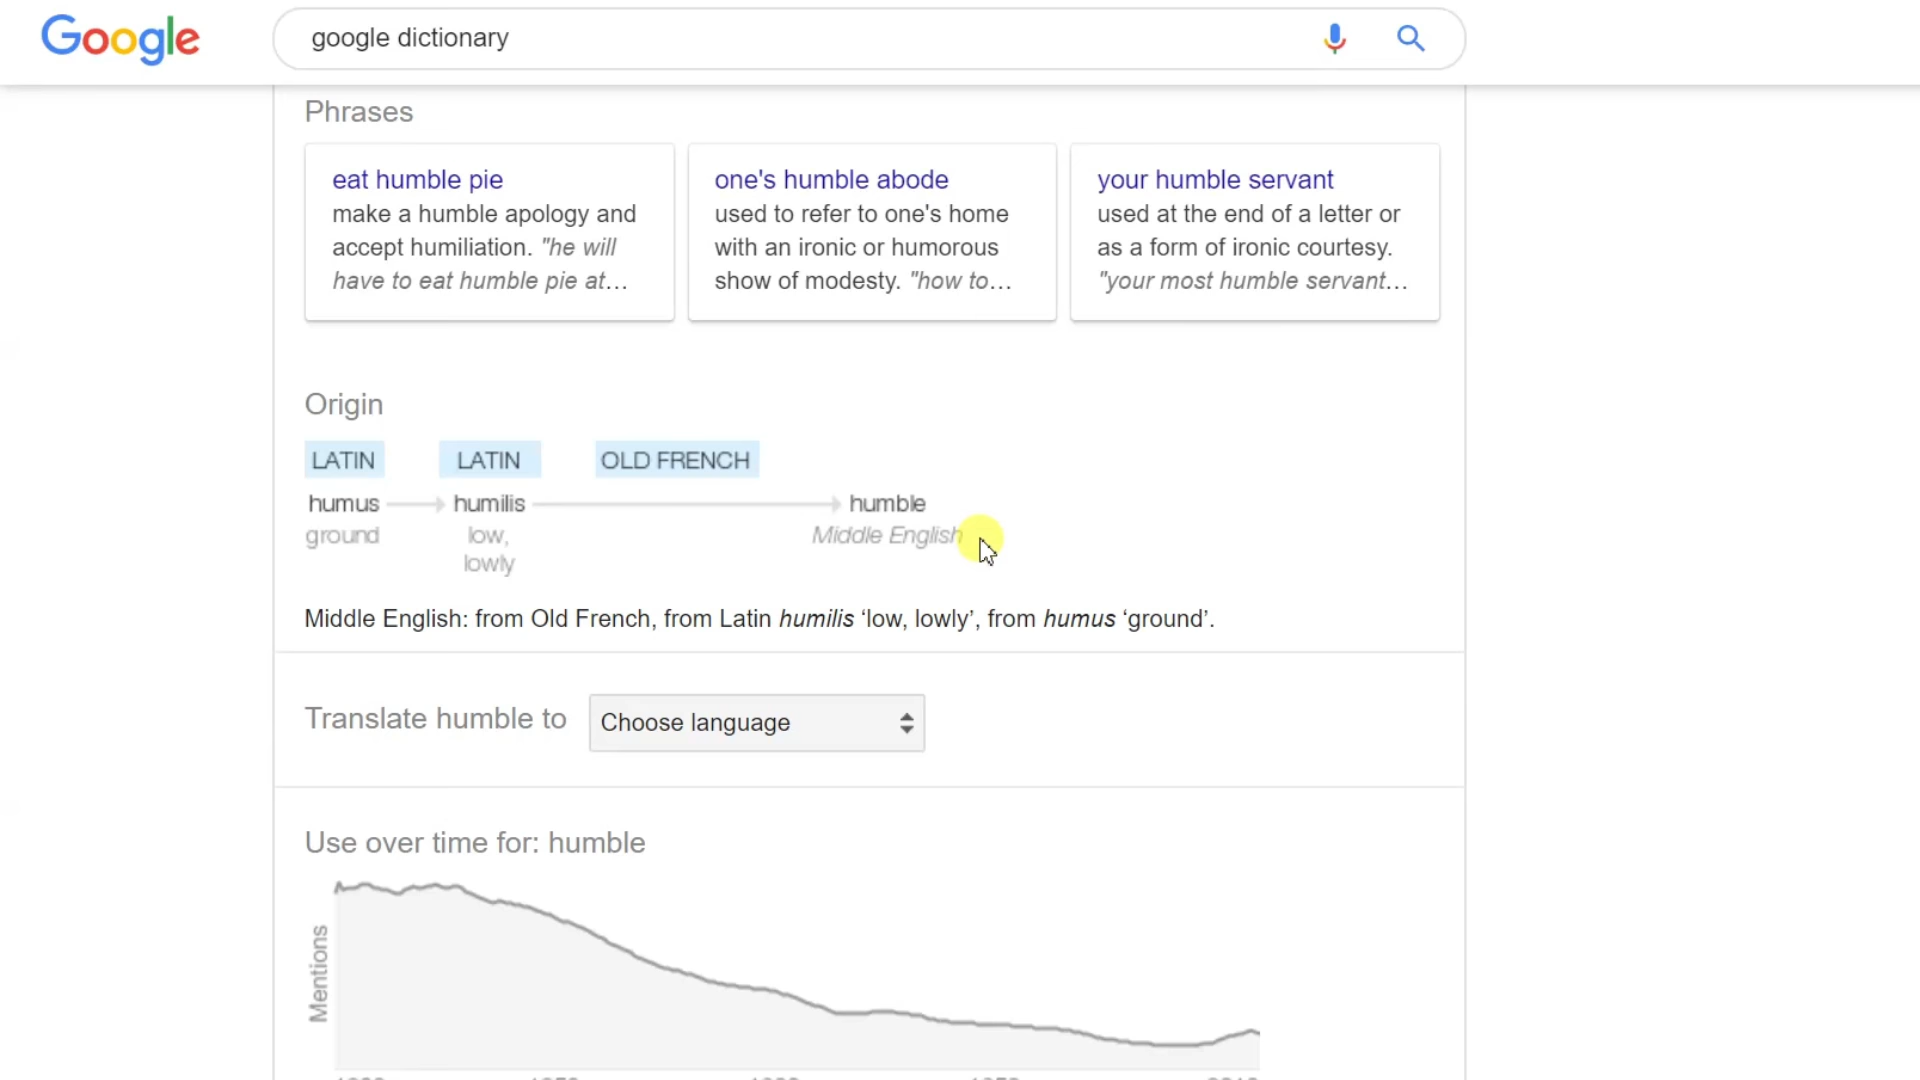 Google
google dictionary
Phrases
eat humble pie
make a humble apology and
accept humiliation. "he will
have to eat humble pie at...
one's humble abode
used to refer to one's home
with an ironic or humorous
show of modesty. "how to...
your humble servant
used at the end of a letter or
as a form of ironic courtesy.
"your most humble servant...
Origin
LATIN LATIN OLD FRENCH
humus humilis humble
ground low, Middle English
lowly
Middle English: from Old French, from Latin humilis ‘low, lowly’, from humus ‘ground’.
Translate humble to Choose language
Use over time for: humble
Mentions